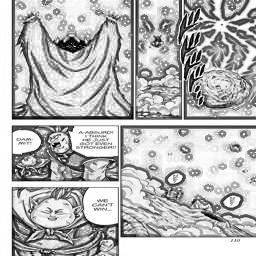 DAM-
MIT!
A-ABSURD!
I THINK
HE JUST
GOT EVEN
STRONGER!!
WE
CAN'T
WIN...
110